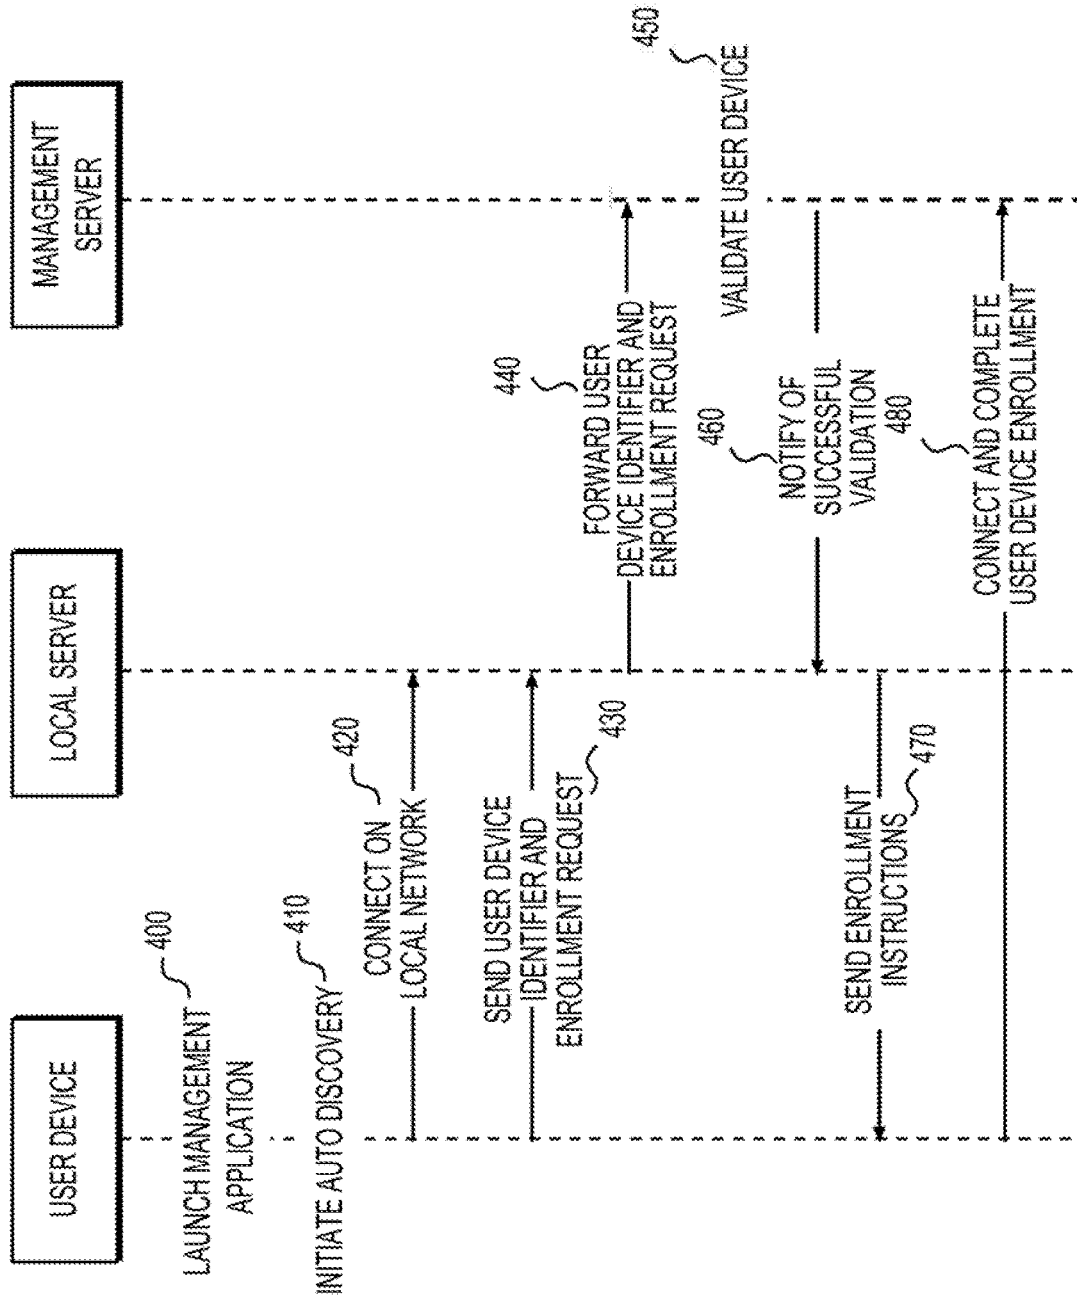 USER DEVICE
LOCAL SERVER
MANAGEMENT
SERVER
400
LAUNCH MANAGEMENT
APPLICATION
410
INITIATE AUTO DISCOVERY
420
CONNECT ON
LOCAL NETWORK
SEND USER DEVICE
IDENTIFIER AND
ENROLLMENT REQUEST
430
440
FORWARD USER
DEVICE IDENTIFIER AND
ENROLLMENT REQUEST
450
VALIDATE USER DEVICE
460
NOTIFY OF
SUCCESSFUL
VALIDATION
SEND ENROLLMENT
INSTRUCTIONS
470
480
CONNECT AND COMPLETE
USER DEVICE ENROLLMENT